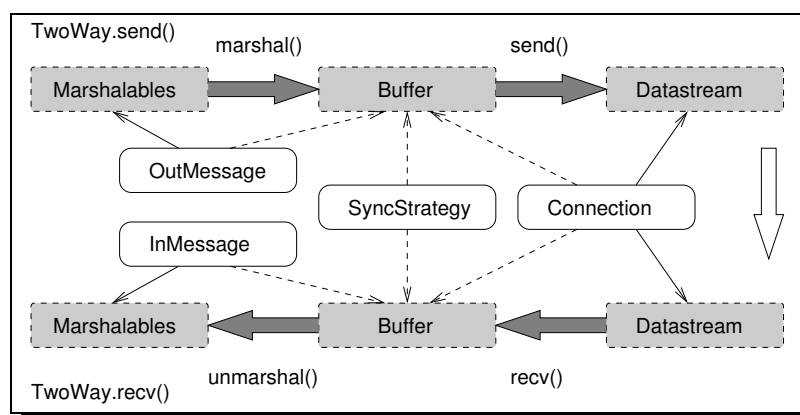 TwoWay.send()
marshal()
send()
Marshalables
Buffer
Datastream
OutMessage
SyncStrategy
Connection
InMessage
Marshalables
Buffer
Datastream
unmarshal()
recv()
TwoWay.recv()